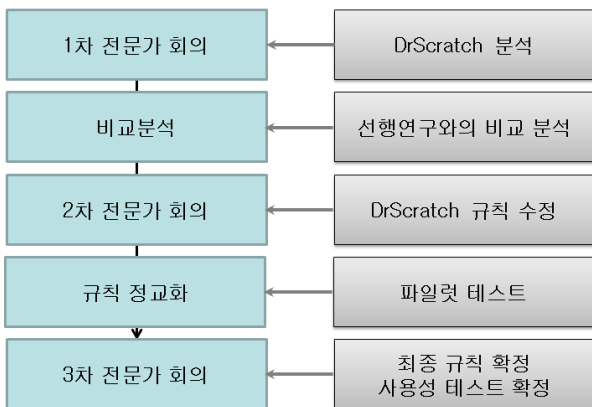 1차 전문가 회의
DrScratch 분석
비교분석
선행연구와의 비교 분석
2차 전문가 회의
DrScratch 규칙 수정
규칙 정교화
파일럿 테스트
3차 전문가 회의
최종 규칙 확정
사용성 테스트 확정